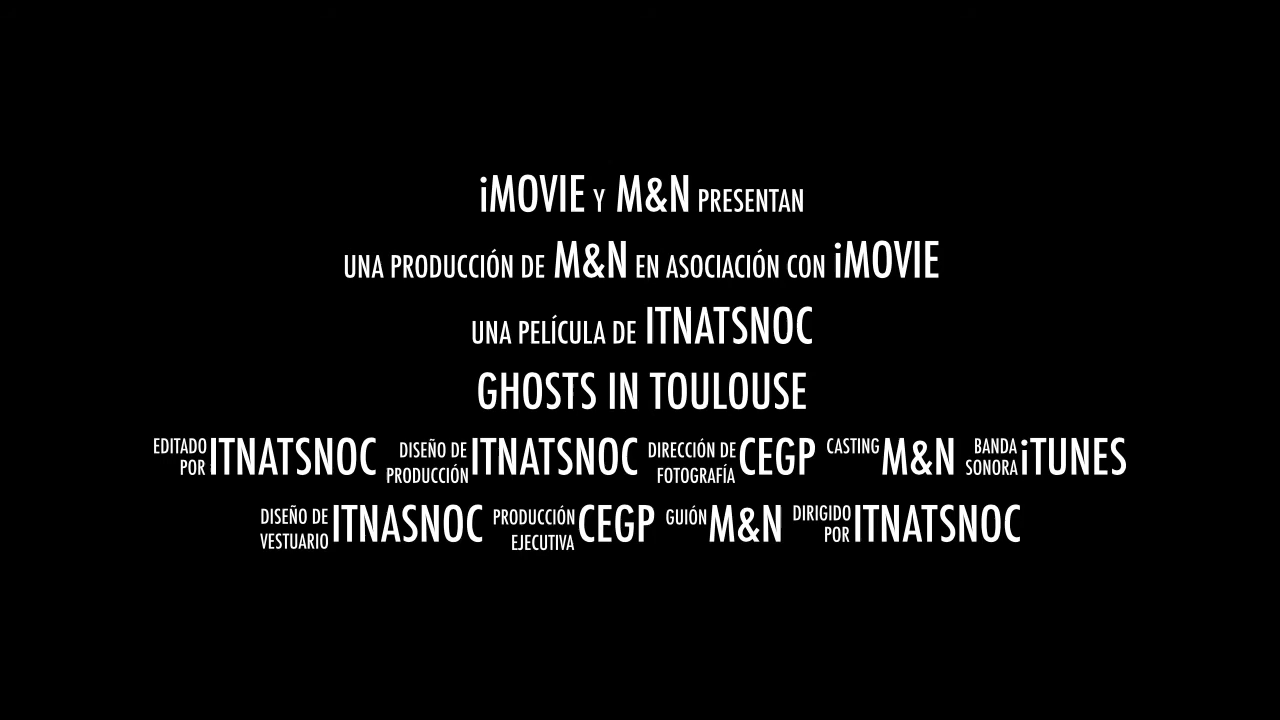 iMOVIE Y M&N PRESENTAN
UNA PRODUCCIÓN DE M&N EN ASOCIACIÓN CON iMOVIE
UNA PELÍCULA DE ITNATSNOC
GHOSTS IN TOULOUSE
EDITADO POR ITNATSNOC DISEÑO DE PRODUCCIÓN ITNATSNOC DIRECCIÓN DE FOTOGRAFÍA CEGP CASTING M&N BANDA SONORA iTUNES
DISEÑO DE VESTUARIO ITNASNOC PRODUCCIÓN EJECUTIVA CEGP GUIÓN M&N DIRIGIDO POR ITNATSNOC